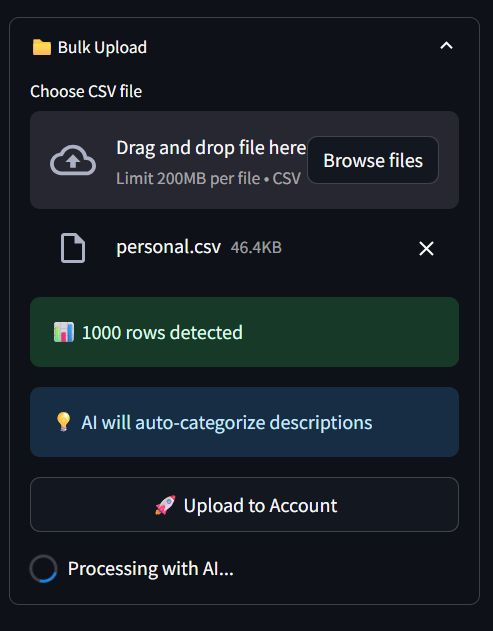 📁 Bulk Upload
Choose CSV file
Drag and drop file here
Limit 200MB per file • CSV
Browse files
personal.csv 46.4KB
📊 1000 rows detected
💡 AI will auto-categorize descriptions
🚀 Upload to Account
Processing with AI...